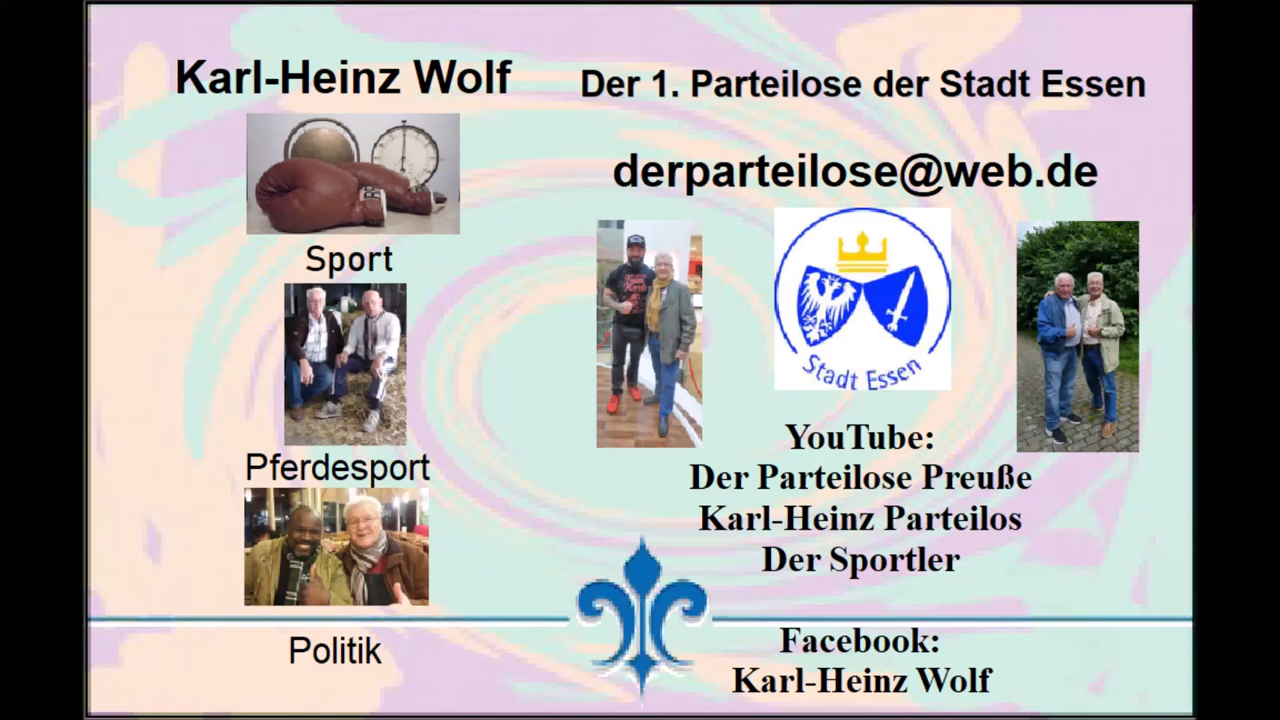 Karl-Heinz Wolf
Der 1. Parteilose der Stadt Essen
derparteilose@web.de
Sport
Pferdesport
Politik
Stadt Essen
YouTube:
Der Parteilose Preuße
Karl-Heinz Parteilos
Der Sportler
Facebook:
Karl-Heinz Wolf